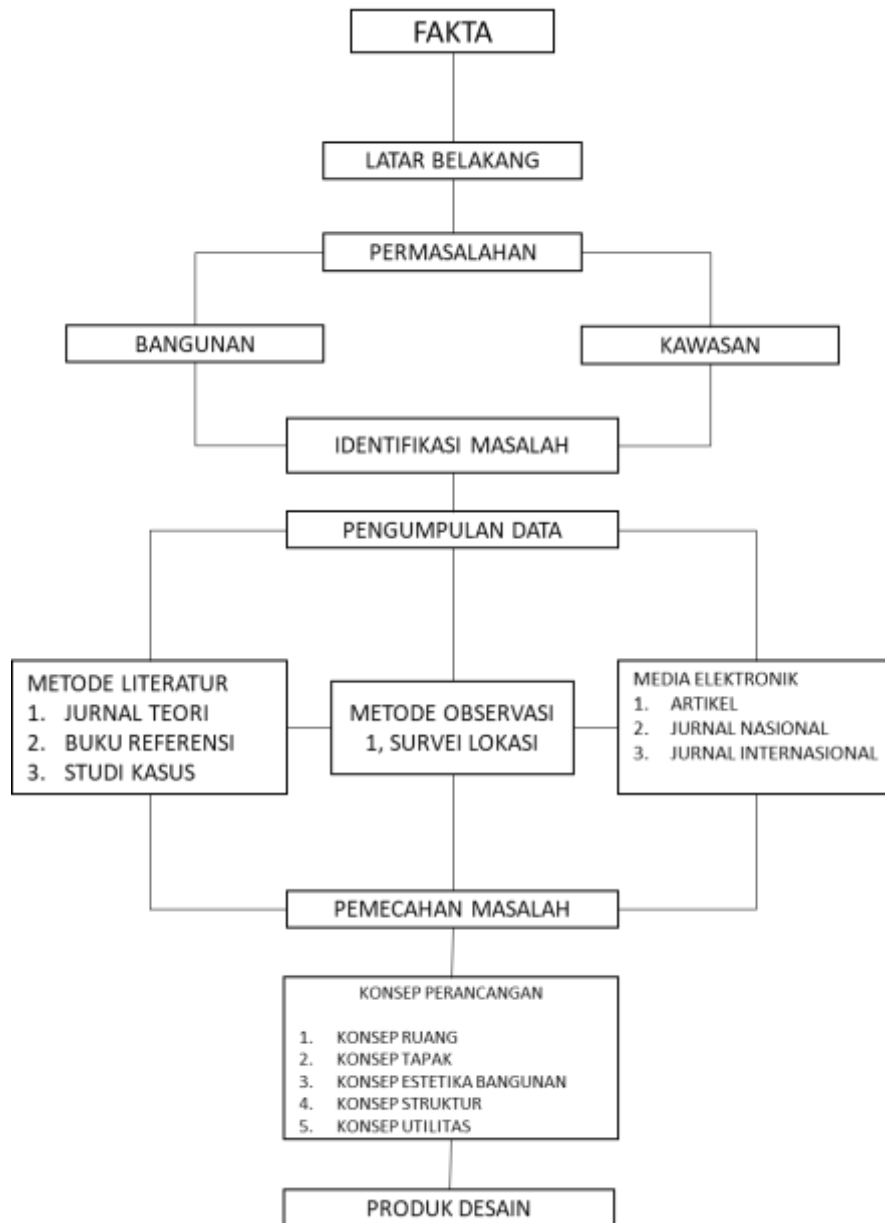 FAKTA
LATAR BELAKANG
PERMASALAHAN
BANGUNAN
KAWASAN
IDENTIFIKASI MASALAH
PENGUMPULAN DATA
METODE LITERATUR
1. JURNAL TEORI
2. BUKU REFERENSI
3. STUDI KASUS
METODE OBSERVASI
1, SURVEI LOKASI
MEDIA ELEKTRONIK
1. ARTIKEL
2. JURNAL NASIONAL
3. JURNAL INTERNASIONAL
PEMECAHAN MASALAH
KONSEP PERANCANGAN
1. KONSEP RUANG
2. KONSEP TAPAK
3. KONSEP ESTETIKA BANGUNAN
4. KONSEP STRUKTUR
5. KONSEP UTILITAS
PRODUK DESAIN